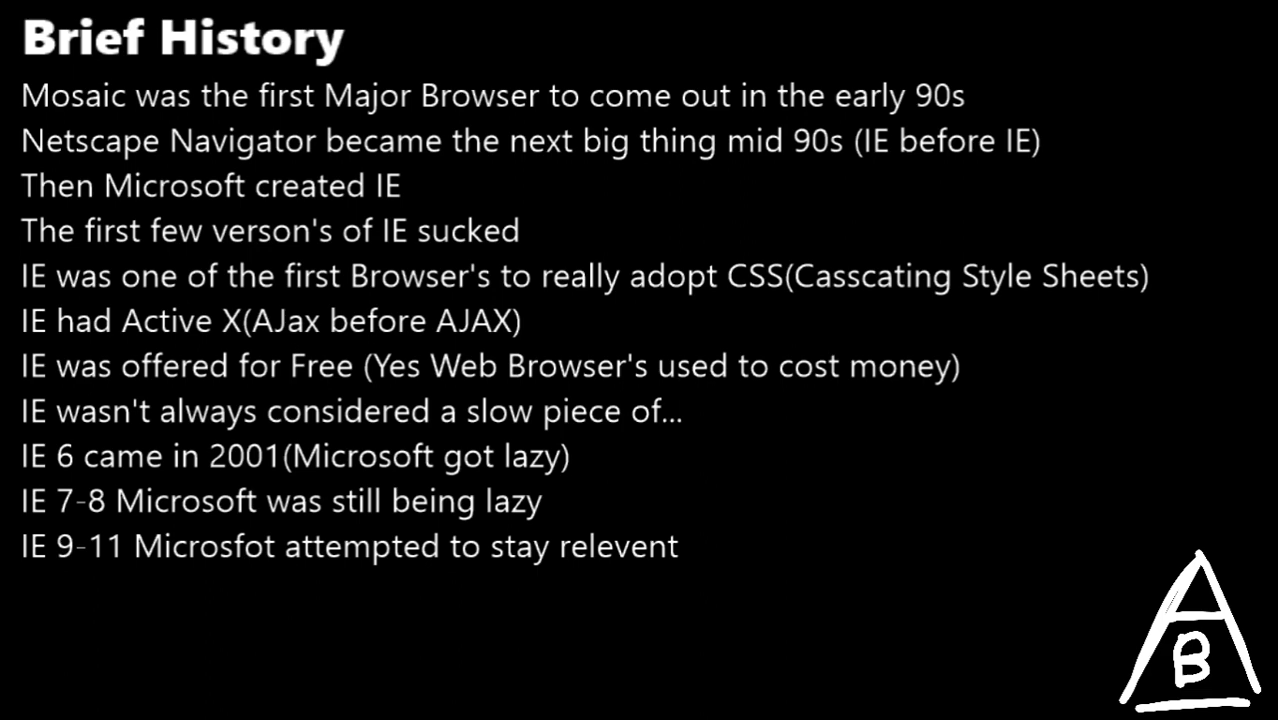 Brief History
Mosaic was the first Major Browser to come out in the early 90s
Netscape Navigator became the next big thing mid 90s (IE before IE)
Then Microsoft created IE
The first few verson's of IE sucked
IE was one of the first Browser's to really adopt CSS(Casscating Style Sheets)
IE had Active X(AJax before AJAX)
IE was offered for Free (Yes Web Browser's used to cost money)
IE wasn't always considered a slow piece of...
IE 6 came in 2001(Microsoft got lazy)
IE 7-8 Microsoft was still being lazy
IE 9-11 Microsfot attempted to stay relevent
A
B